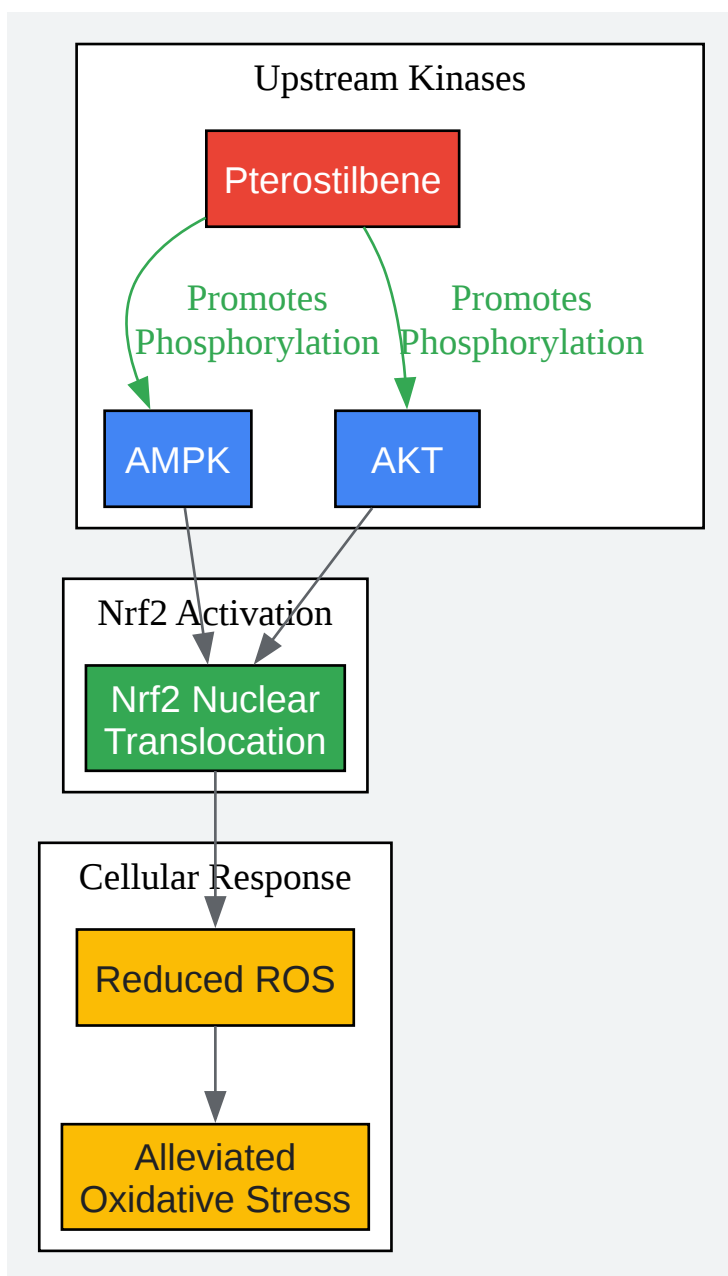 Upstream Kinases
Pterostilbene
Promotes
Phosphorylation
Promotes
Phosphorylation
AMPK
AKT
Nrf2 Activation
Nrf2 Nuclear
Translocation
Cellular Response
Reduced ROS
Alleviated
Oxidative Stress